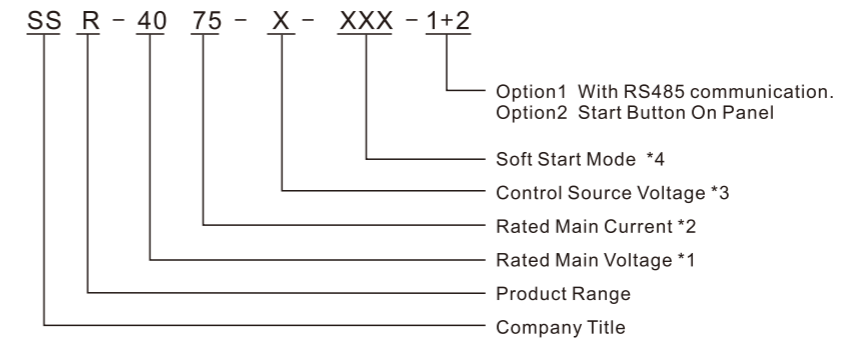 SS R - 40 75 - X - XXX - 1+2
Option1 With RS485 communication.
Option2 Start Button On Panel
Soft Start Mode *4
Control Source Voltage *3
Rated Main Current *2
Rated Main Voltage *1
Product Range
Company Title